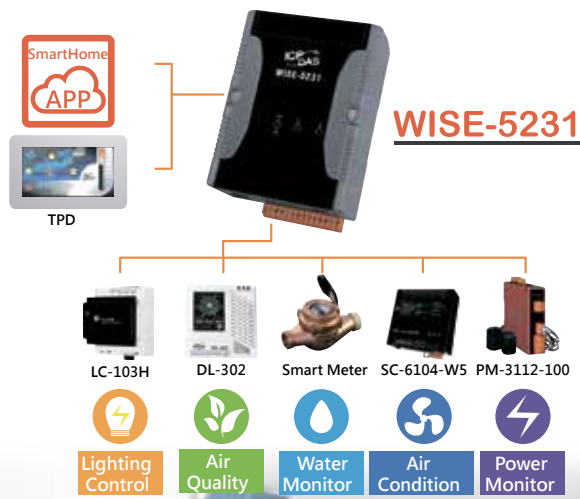 SmartHome
APP
ICP DAS
WISE-5231
WISE-5231
TPD
LC-103H
DL-302
Smart Meter
SC-6104-W5
PM-3112-100
Lighting
Control
Air
Quality
Water
Monitor
Air
Condition
Power
Monitor